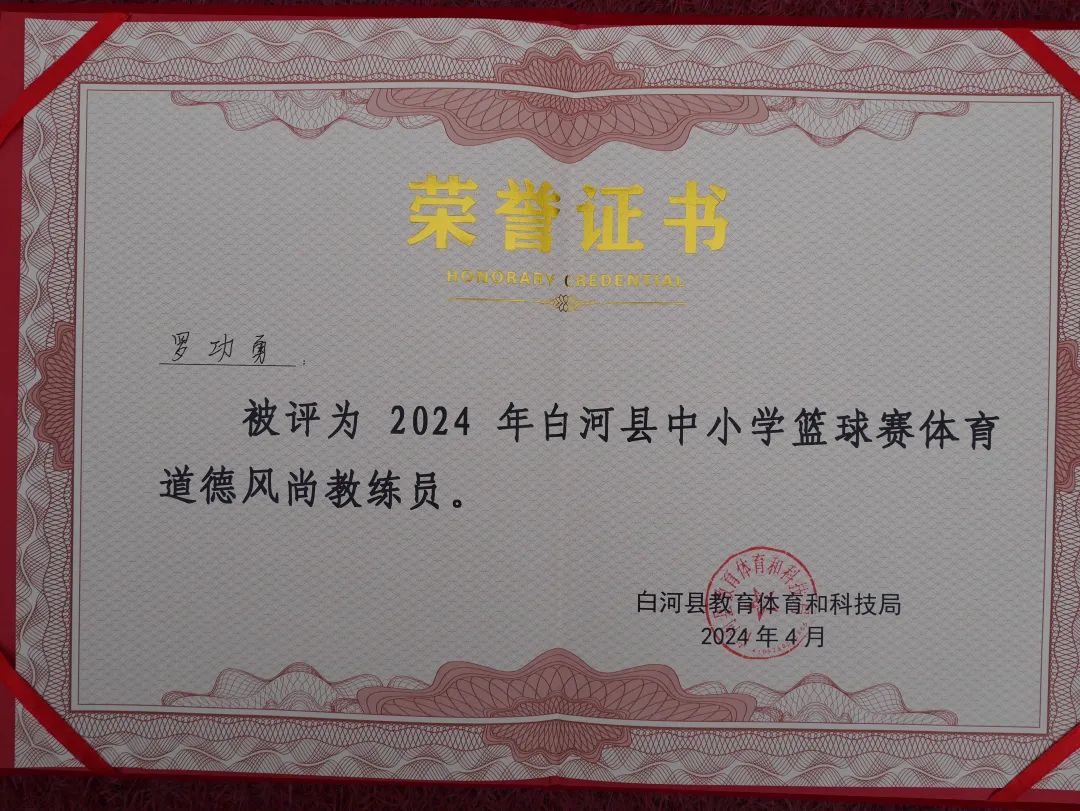 荣誉证书
HONORARY CREDENTIAL
罗功勇：
被评为 2024 年白河县中小学篮球赛体育
道德风尚教练员。
白河县教育体育和科技局
2024 年 4 月